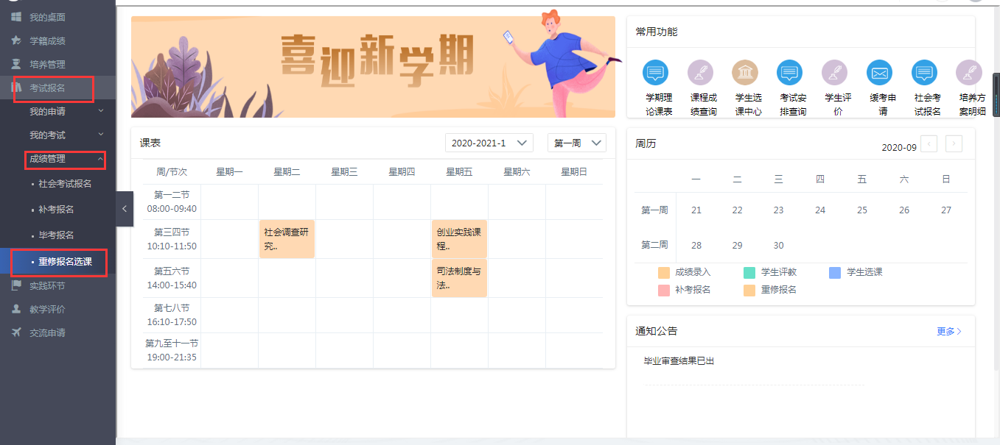 我的桌面
学籍成绩
培养管理
考试报名
我的申请
我的考试
成绩管理
社会考试报名
补考报名
毕考报名
重修报名选课
实践环节
教学评价
交流申请
喜迎新学期
课表
2020-2021-1
第一周
周/节次 星期一 星期二 星期三 星期四 星期五 星期六 星期日
第一二节
08:00-09:40
第三四节
10:10-11:50
社会调查研
究..
创业实践课
程..
第五六节
14:00-15:40
司法制度与
法..
第七八节
16:10-17:50
第九至十一节
19:00-21:35
常用功能
学期理
论课表
课程成
绩查询
学生选
课中心
考试安
排查询
学生评
价
缓考申
请
社会考
试报名
培养方
案明细
周历
2020-09
一 二 三 四 五 六 日
第一周 21 22 23 24 25 26 27
第二周 28 29 30
成绩录入 学生评教 学生选课
补考报名 重修报名
通知公告
更多
毕业审查结果已出